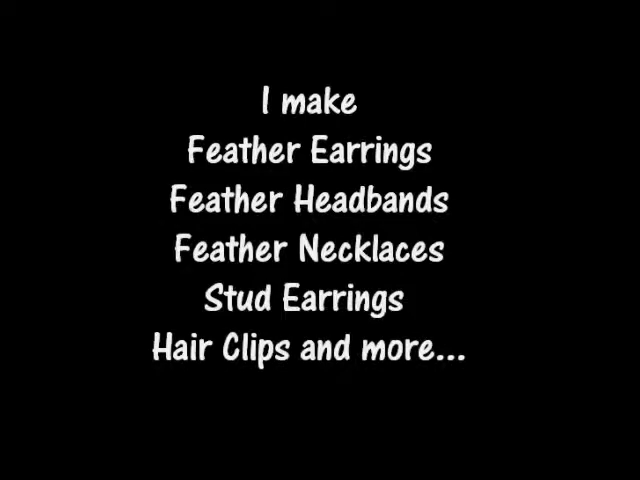 I make
Feather Earrings
Feather Headbands
Feather Necklaces
Stud Earrings
Hair Clips and more...